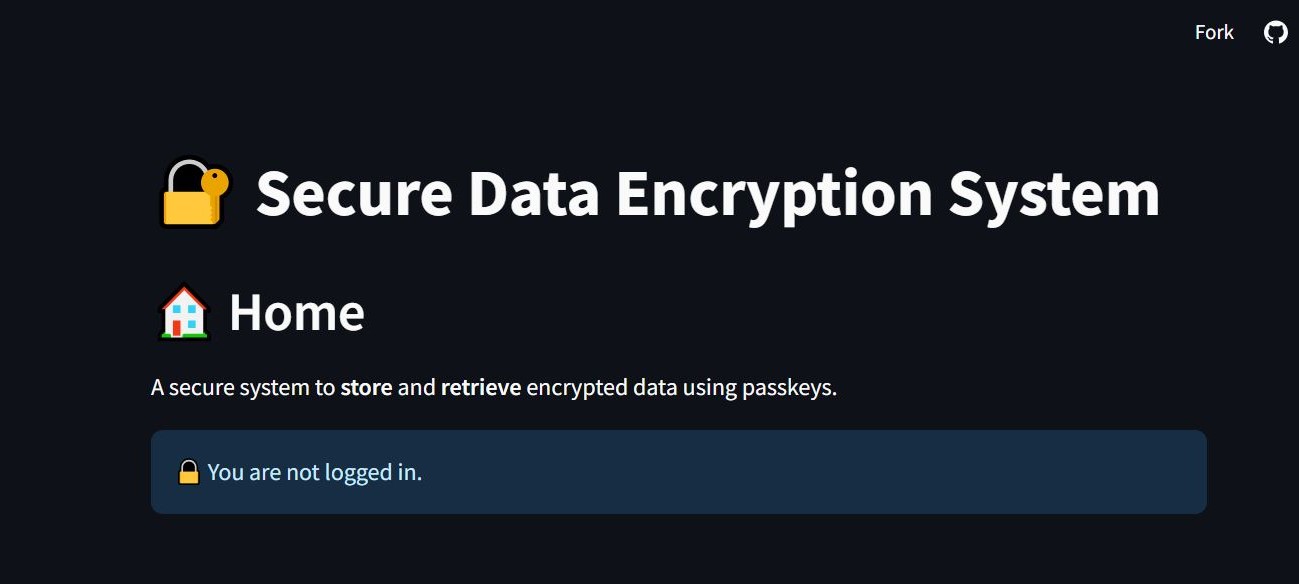 Fork
Secure Data Encryption System
Home
A secure system to store and retrieve encrypted data using passkeys.
You are not logged in.